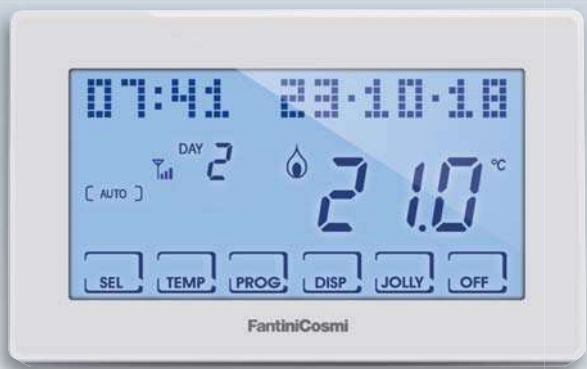 07:41 23·10·18
DAY 2
°C
[ AUTO ] 21.0
SEL TEMP PROG DISP JOLLY OFF
FantiniCosmi